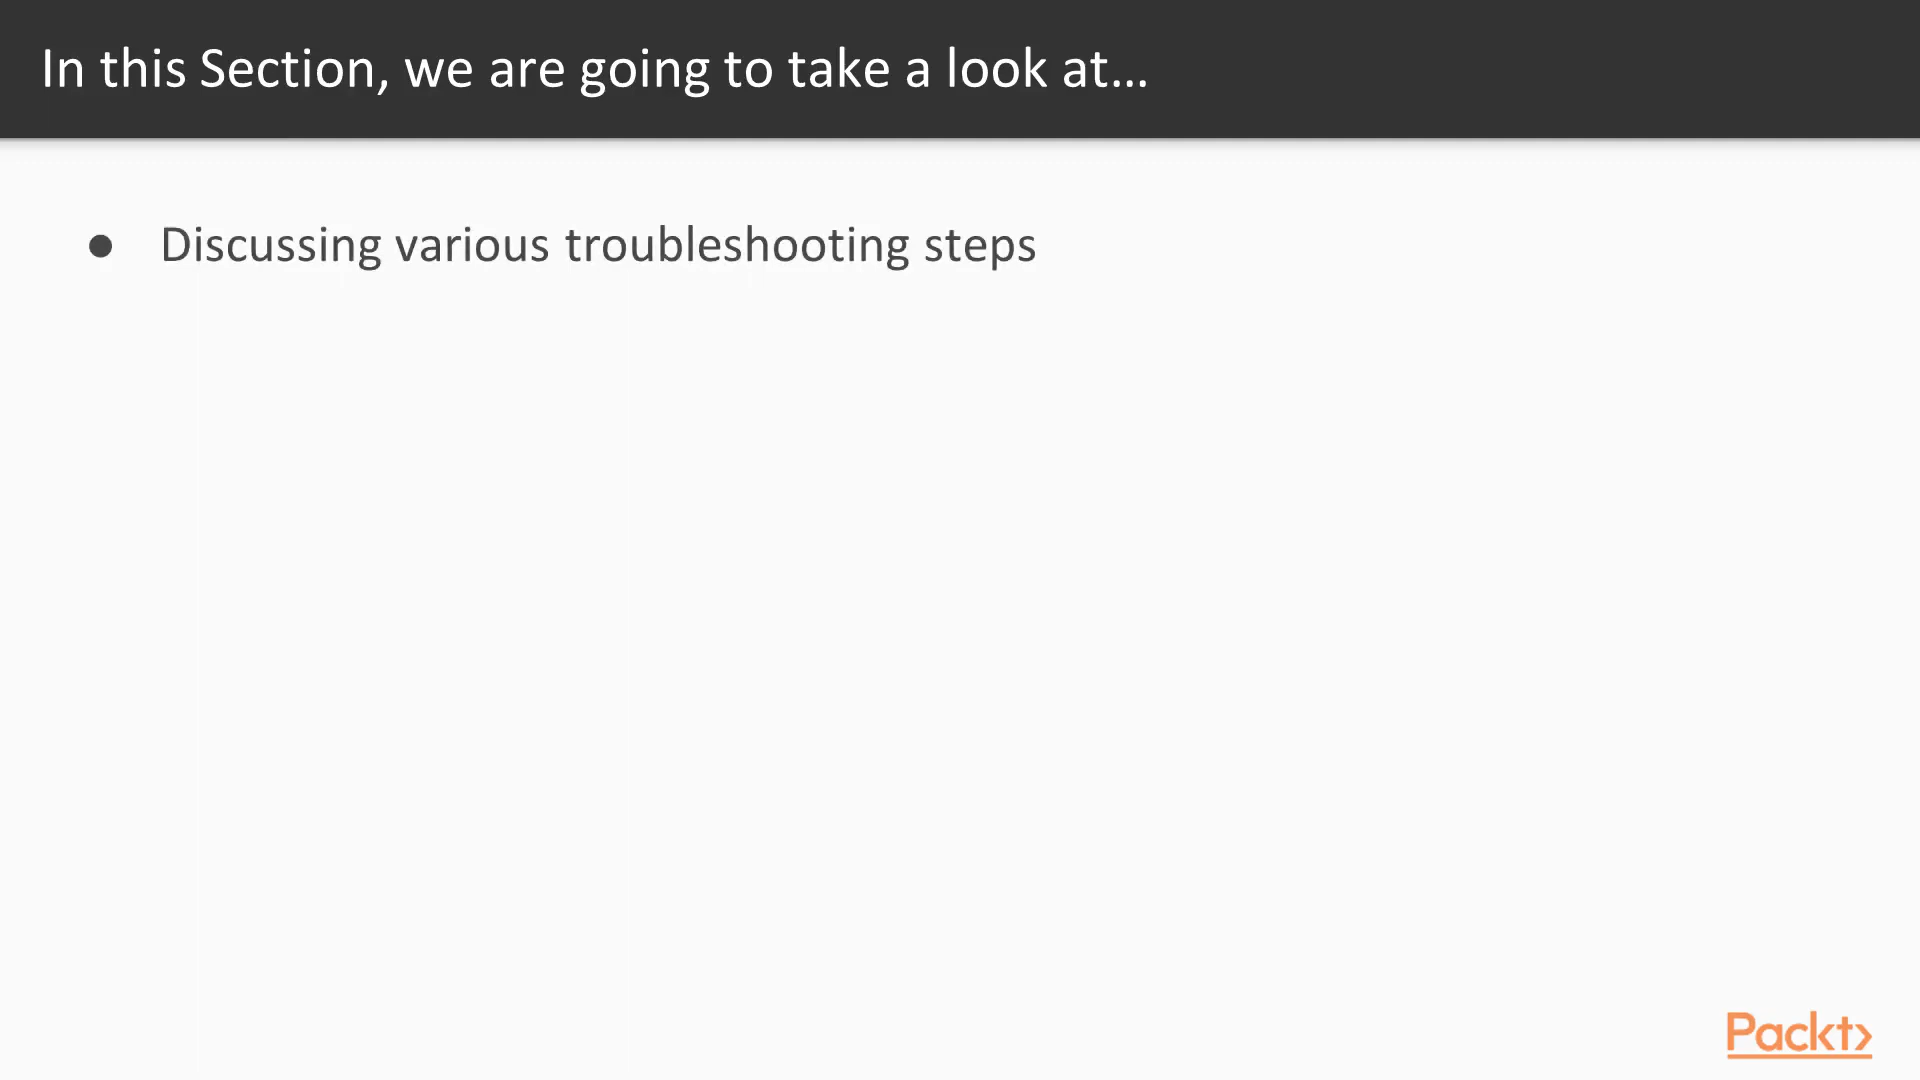 In this Section, we are going to take a look at...
● Discussing various troubleshooting steps
Packt>